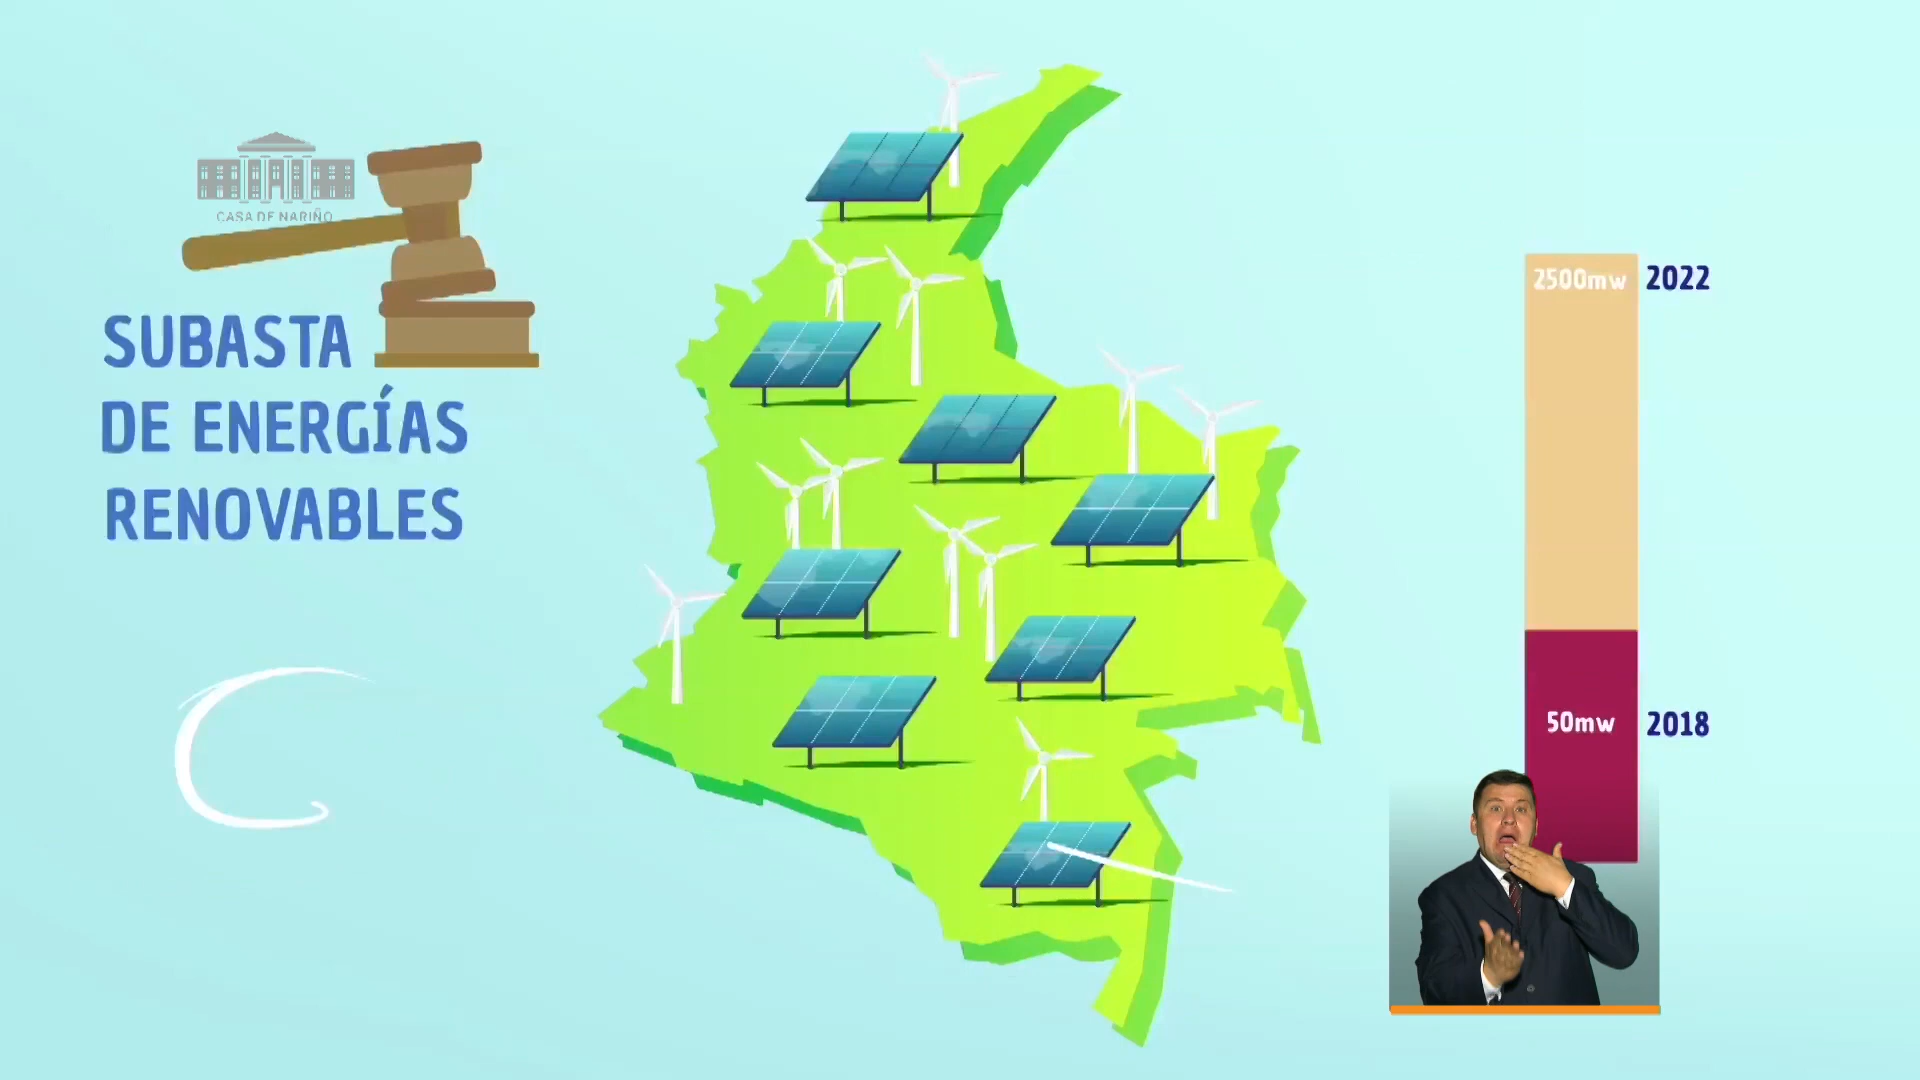 CASA DE NARIÑO
SUBASTA
DE ENERGÍAS
RENOVABLES
2500mw 2022
50mw 2018